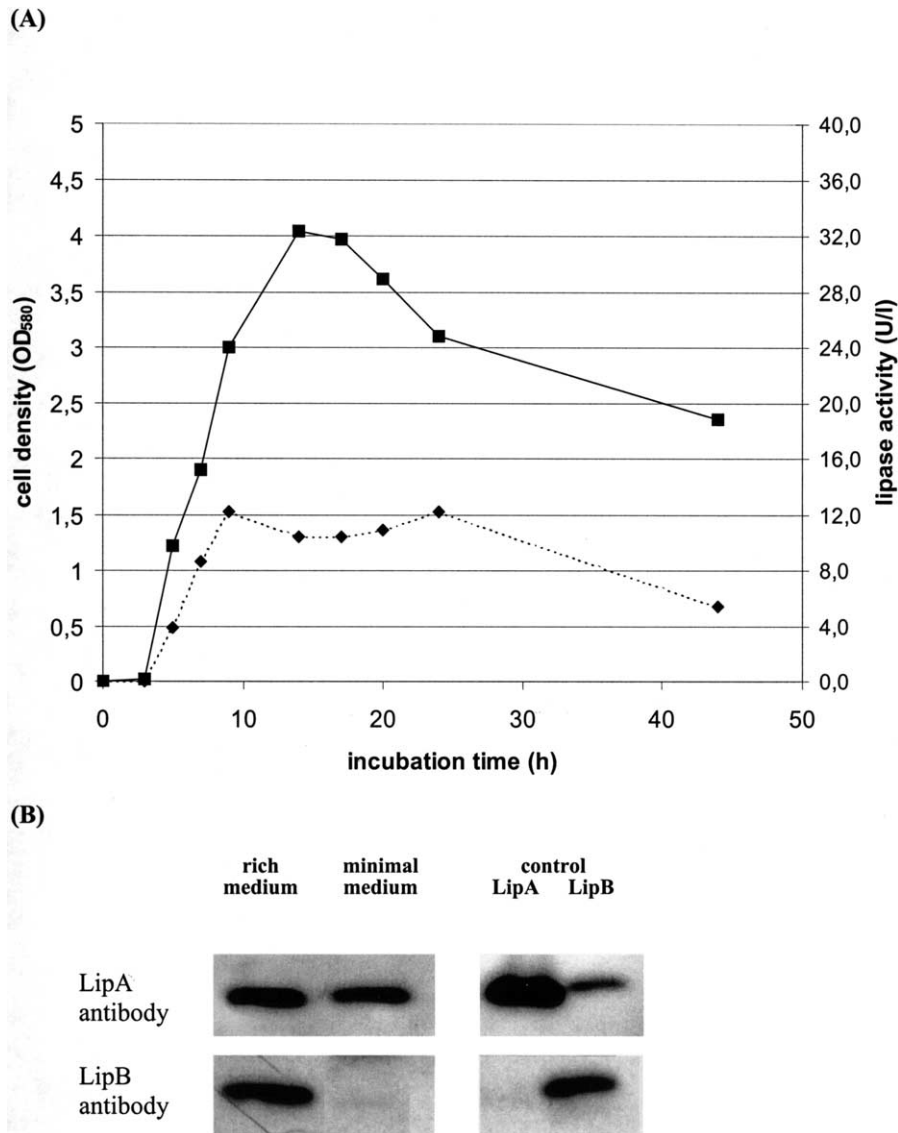 (A)
5
4,5
4
3,5
3
2,5
2
1,5
1
0,5
0
cell density (OD580)
40,0
36,0
32,0
28,0
24,0
20,0
16,0
12,0
8,0
4,0
0,0
lipase activity (U/l)
0 10 20 30 40 50
incubation time (h)
(B)
rich medium
minimal medium
control
LipA LipB
LipA
antibody
LipB
antibody